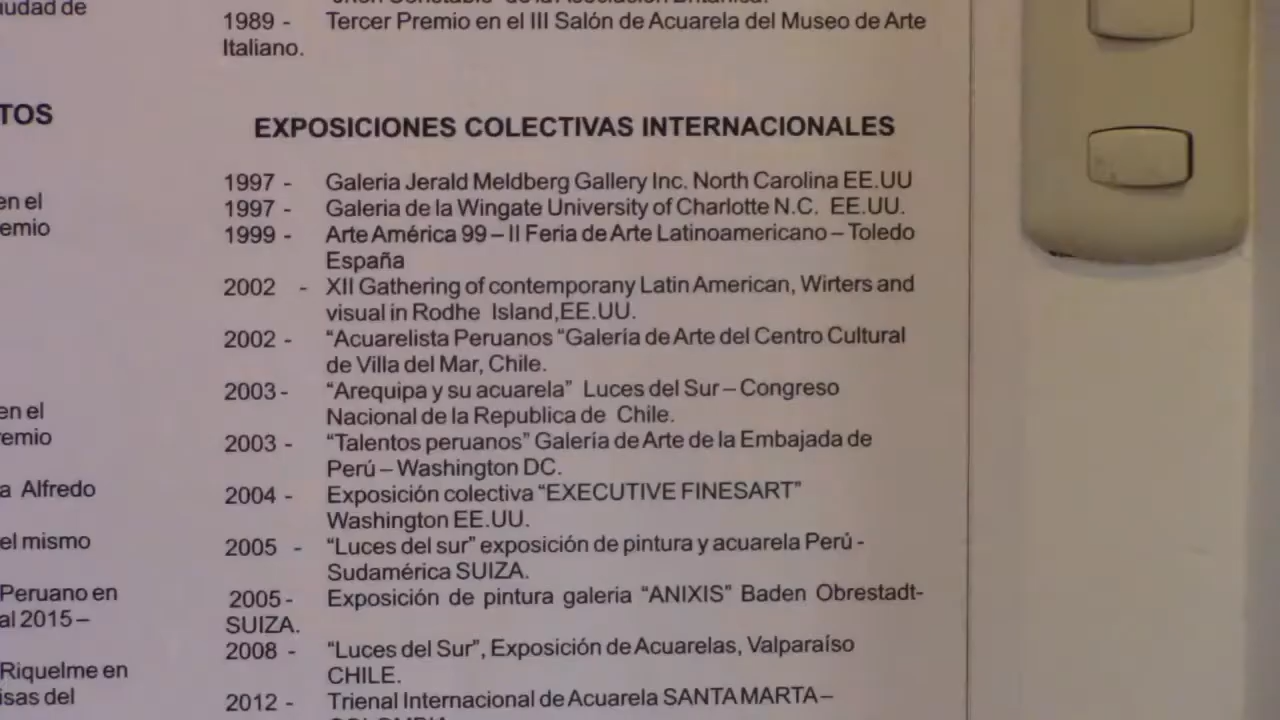 iudad de
TOS
en el
emio
en el
remio
a Alfredo
el mismo
Peruano en
al 2015 –
Riquelme en
isas del
1989 - Tercer Premio en el III Salón de Acuarela del Museo de Arte
Italiano.
EXPOSICIONES COLECTIVAS INTERNACIONALES
1997 - Galeria Jerald Meldberg Gallery Inc. North Carolina EE.UU
1997 - Galeria de la Wingate University of Charlotte N.C. EE.UU.
1999 - Arte América 99 – II Feria de Arte Latinoamericano – Toledo
España
2002 - XII Gathering of contemporany Latin American, Wirters and
visual in Rodhe Island,EE.UU.
2002 - “Acuarelista Peruanos “Galería de Arte del Centro Cultural
de Villa del Mar, Chile.
2003 - “Arequipa y su acuarela” Luces del Sur – Congreso
Nacional de la Republica de Chile.
2003 - “Talentos peruanos” Galería de Arte de la Embajada de
Perú – Washington DC.
2004 - Exposición colectiva “EXECUTIVE FINESART”
Washington EE.UU.
2005 - “Luces del sur” exposición de pintura y acuarela Perú -
Sudamérica SUIZA.
2005 - Exposición de pintura galeria “ANIXIS” Baden Obrestadt-
SUIZA.
2008 - “Luces del Sur”, Exposición de Acuarelas, Valparaíso
CHILE.
2012 - Trienal Internacional de Acuarela SANTA MARTA –